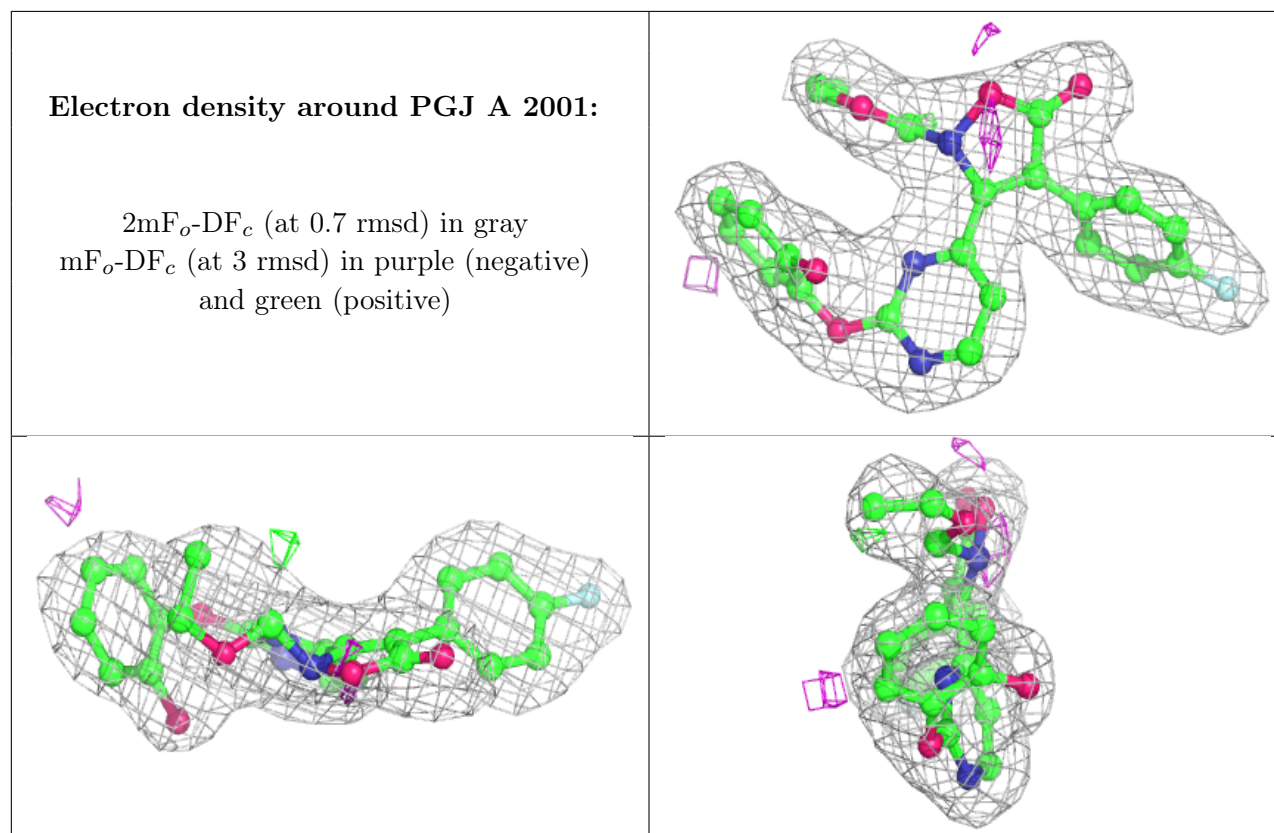 Electron density around PGJ A 2001:
2mFₒ-DF𝒸 (at 0.7 rmsd) in gray
mFₒ-DF𝒸 (at 3 rmsd) in purple (negative)
and green (positive)